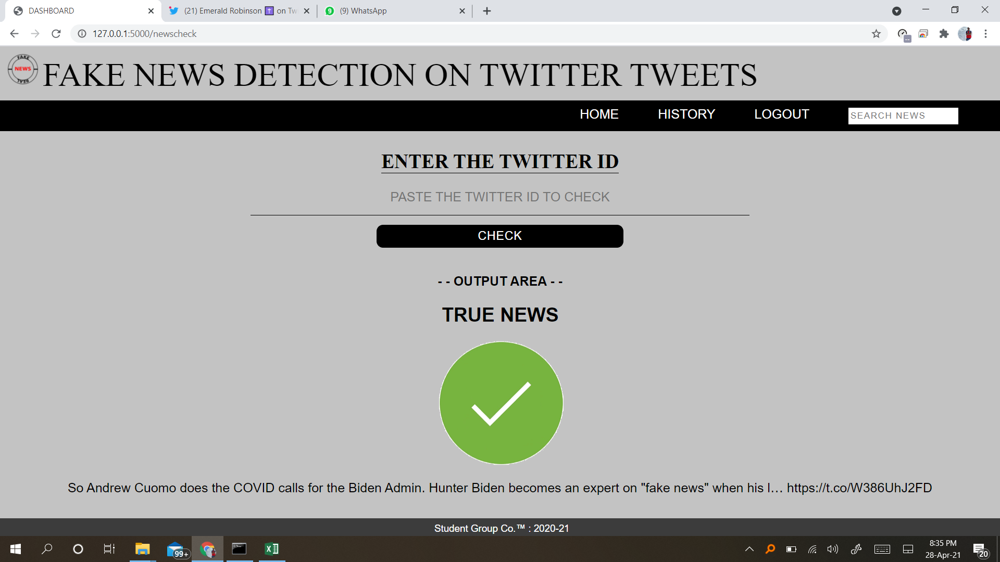 DASHBOARD
(21) Emerald Robinson ✝ on Tw
(9) WhatsApp
127.0.0.1:5000/newscheck
FAKE
NEWS
REAL
FAKE NEWS DETECTION ON TWITTER TWEETS
HOME
HISTORY
LOGOUT
SEARCH NEWS
ENTER THE TWITTER ID
PASTE THE TWITTER ID TO CHECK
CHECK
- - OUTPUT AREA - -
TRUE NEWS
So Andrew Cuomo does the COVID calls for the Biden Admin. Hunter Biden becomes an expert on "fake news" when his l… https://t.co/W386UhJ2FD
Student Group Co.™ : 2020-21
99+
8:35 PM
28-Apr-21
20